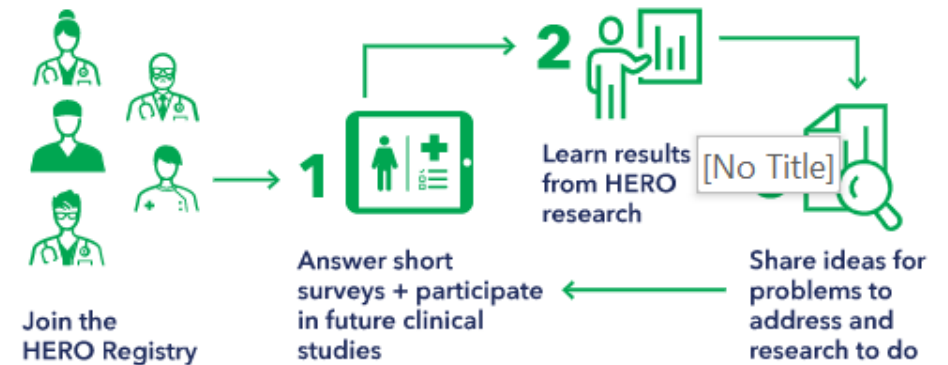 Join the
HERO Registry
1
Answer short
surveys + participate
in future clinical
studies
2
Learn results
from HERO
research
[No Title]
Share ideas for
problems to
address and
research to do